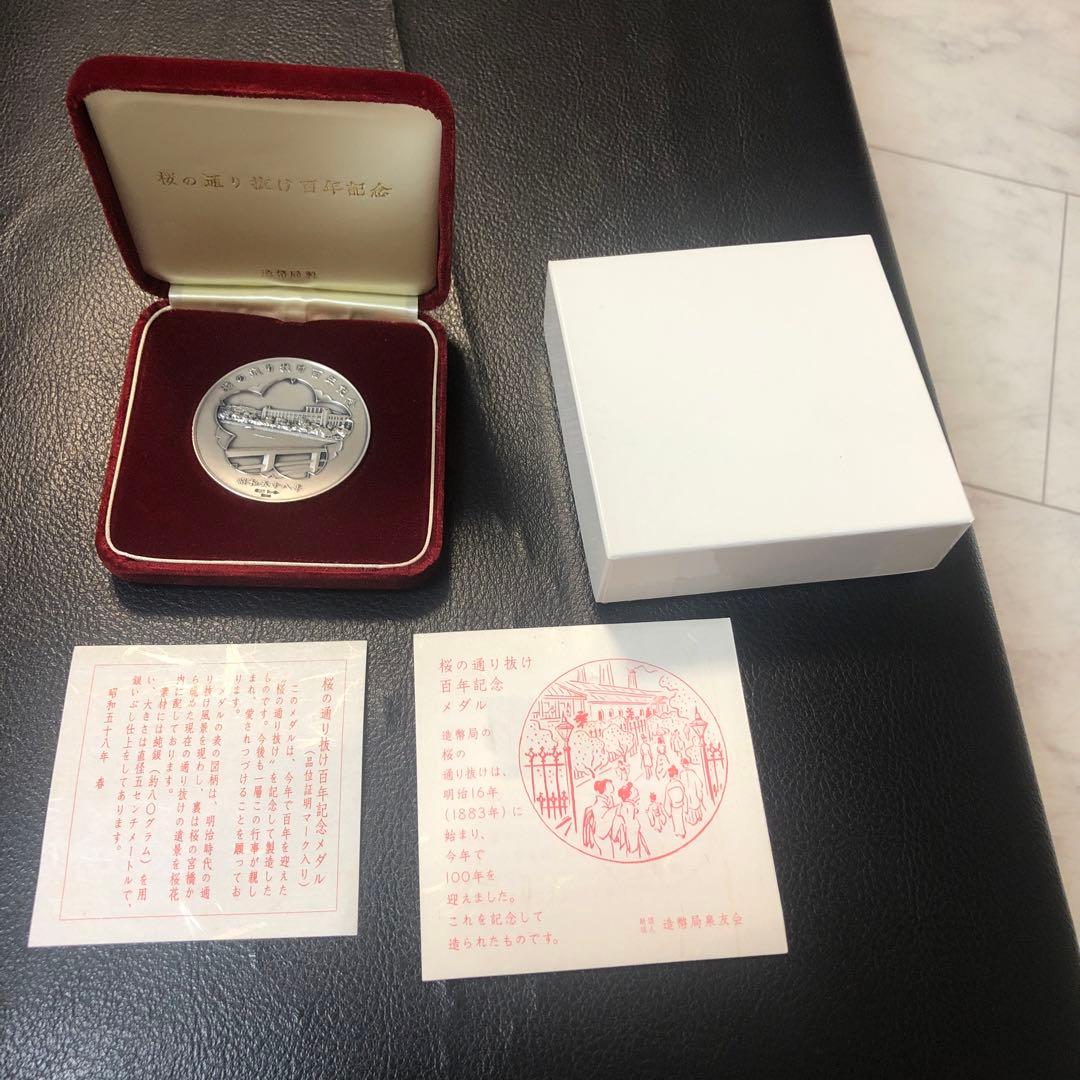 桜の通り抜け百年記念
造幣局製
桜の通り抜け百年記念
昭和五十八年
桜の通り抜け百年記念メダル
(品位証明マーク入り)
このメダルは、今年で百年を迎えた
“桜の通り抜け”を記念して製造した
ものです。今後も一層この行事が親し
まれ、愛されつづけることを願ってお
ります。
メダルの表の図柄は、明治時代の通
り抜け風景を現わし、裏は桜の宮橋か
ら眺めた現在の通り抜けの遠景を桜花
内に配しております。
素材には純銀(約八〇グラム)を用
い、大きさは直径五センチメートルで、
銀いぶし仕上をしてあります。
昭和五十八年 春
桜の通り抜け
百年記念
メダル
造幣局の
桜の
通り抜けは、
明治16年
(1883年)に
始まり、
今年で
100年を
迎えました。
これを記念して
造られたものです。
財団法人 造幣局泉友会